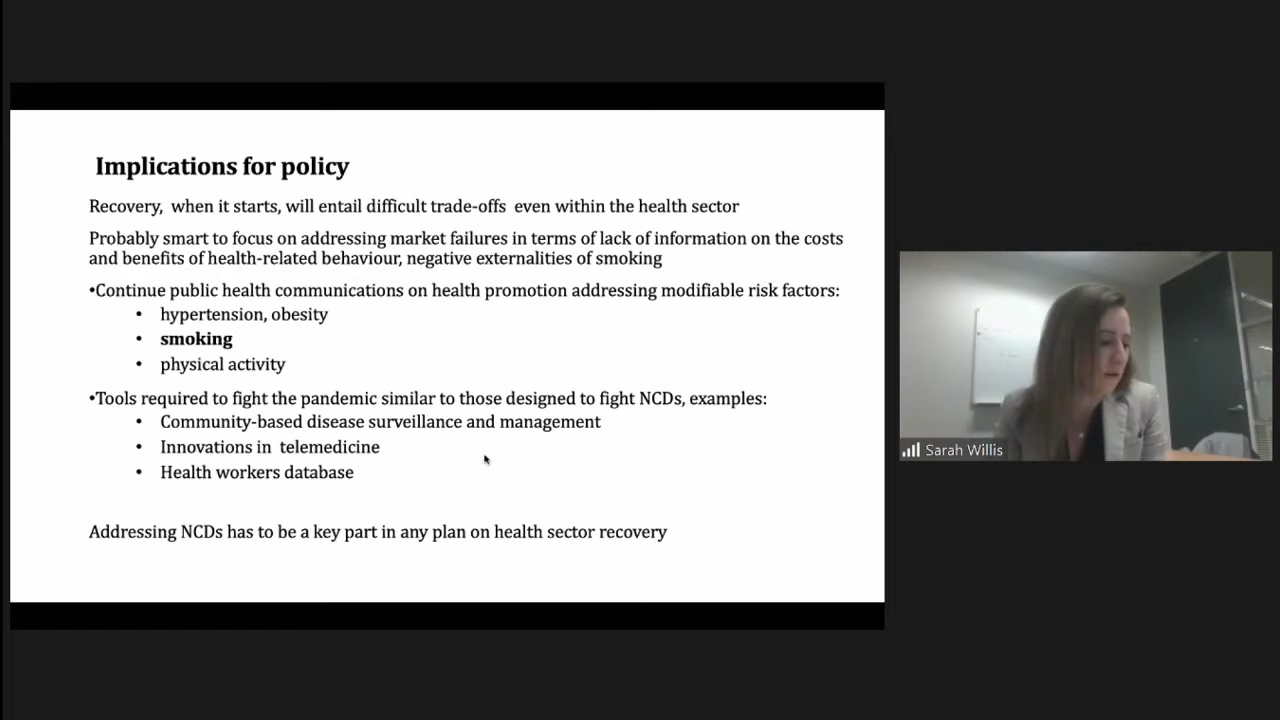 Implications for policy
Recovery, when it starts, will entail difficult trade-offs even within the health sector
Probably smart to focus on addressing market failures in terms of lack of information on the costs
and benefits of health-related behaviour, negative externalities of smoking
•Continue public health communications on health promotion addressing modifiable risk factors:
• hypertension, obesity
• smoking
• physical activity
•Tools required to fight the pandemic similar to those designed to fight NCDs, examples:
• Community-based disease surveillance and management
• Innovations in telemedicine
• Health workers database
Addressing NCDs has to be a key part in any plan on health sector recovery
Sarah Willis